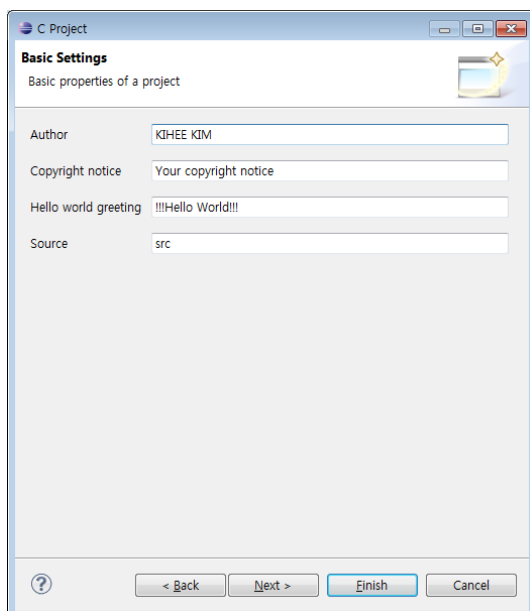 C Project
Basic Settings
Basic properties of a project
Author KIHEE KIM
Copyright notice Your copyright notice
Hello world greeting !!!Hello World!!!
Source src
? < Back Next > Finish Cancel